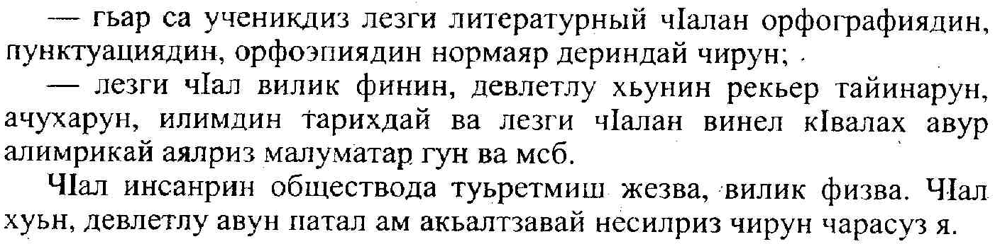 — гьар са ученикдиз лезги литературный чIалан орфографиядин,
пунктуациядин, орфоэпиядин нормаяр дериндай чирун;
— лезги чIал вилик финин, девлетлу хьунин рекьер тайинарун,
ачухарун, илимдин тарихдай ва лезги чIалан винел кIвалах авур
алимрикай аялриз малуматар гун ва мсб.
ЧIал инсанрин обществода туьретмиш жезва, вилик физва. ЧIал
хуьн, девлетлу авун патал ам акьалтзавай несилриз чирун чарасуз я.